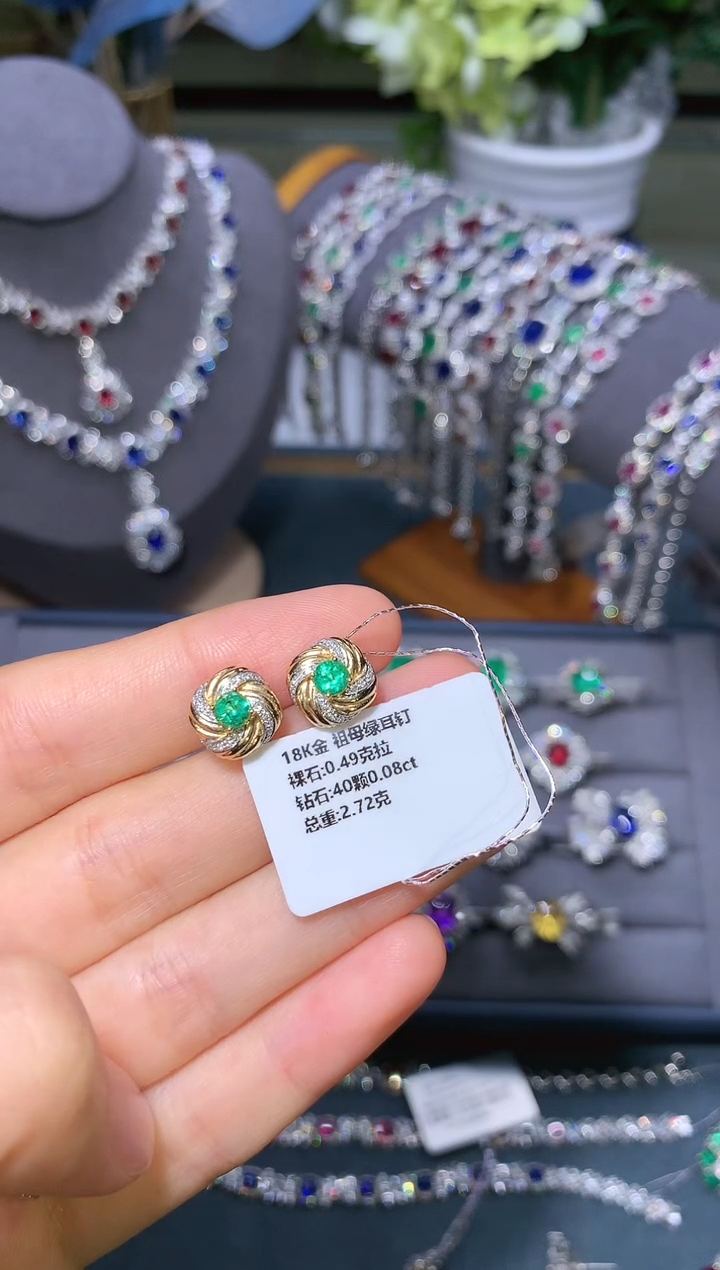 18K金 祖母绿耳钉
裸石:0.49克拉
钻石:40颗0.08ct
总重:2.72克